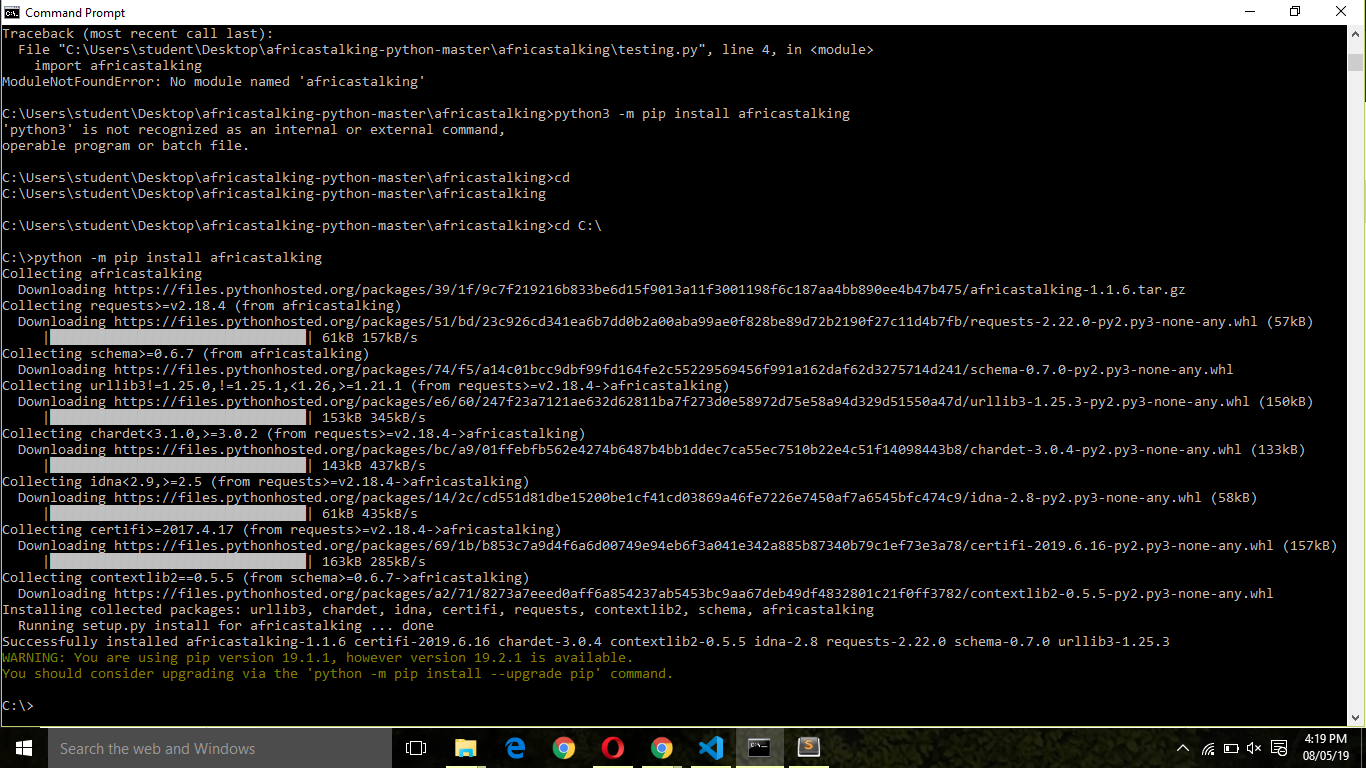 Command Prompt
Traceback (most recent call last):
  File "C:\Users\student\Desktop\africastalking-python-master\africastalking\testing.py", line 4, in <module>
    import africastalking
ModuleNotFoundError: No module named 'africastalking'
C:\Users\student\Desktop\africastalking-python-master\africastalking>python3 -m pip install africastalking
'python3' is not recognized as an internal or external command,
operable program or batch file.
C:\Users\student\Desktop\africastalking-python-master\africastalking>cd
C:\Users\student\Desktop\africastalking-python-master\africastalking
C:\Users\student\Desktop\africastalking-python-master\africastalking>cd C:\
C:\>python -m pip install africastalking
Collecting africastalking
  Downloading https://files.pythonhosted.org/packages/39/1f/9c7f219216b833be6d15f9013a11f3001198f6c187aa4bb890ee4b47b475/africastalking-1.1.6.tar.gz
Collecting requests>=v2.18.4 (from africastalking)
  Downloading https://files.pythonhosted.org/packages/51/bd/23c926cd341ea6b7dd0b2a00aba99ae0f828be89d72b2190f27c11d4b7fb/requests-2.22.0-py2.py3-none-any.whl (57kB)
    |████████████████████████████████| 61kB 157kB/s
Collecting schema>=0.6.7 (from africastalking)
  Downloading https://files.pythonhosted.org/packages/74/f5/a14c01bcc9dbf99fd164fe2c55229569456f991a162daf62d3275714d241/schema-0.7.0-py2.py3-none-any.whl
Collecting urllib3!=1.25.0,!=1.25.1,<1.26,>=1.21.1 (from requests>=v2.18.4->africastalking)
  Downloading https://files.pythonhosted.org/packages/e6/60/247f23a7121ae632d62811ba7f273d0e58972d75e58a94d329d51550a47d/urllib3-1.25.3-py2.py3-none-any.whl (150kB)
    |████████████████████████████████| 153kB 345kB/s
Collecting chardet<3.1.0,>=3.0.2 (from requests>=v2.18.4->africastalking)
  Downloading https://files.pythonhosted.org/packages/bc/a9/01ffebfb562e4274b6487b4bb1ddec7ca55ec7510b22e4c51f14098443b8/chardet-3.0.4-py2.py3-none-any.whl (133kB)
    |████████████████████████████████| 143kB 437kB/s
Collecting idna<2.9,>=2.5 (from requests>=v2.18.4->africastalking)
  Downloading https://files.pythonhosted.org/packages/14/2c/cd551d81dbe15200be1cf41cd03869a46fe7226e7450af7a6545bfc474c9/idna-2.8-py2.py3-none-any.whl (58kB)
    |████████████████████████████████| 61kB 435kB/s
Collecting certifi>=2017.4.17 (from requests>=v2.18.4->africastalking)
  Downloading https://files.pythonhosted.org/packages/69/1b/b853c7a9d4f6a6d00749e94eb6f3a041e342a885b87340b79c1ef73e3a78/certifi-2019.6.16-py2.py3-none-any.whl (157kB)
    |████████████████████████████████| 163kB 285kB/s
Collecting contextlib2==0.5.5 (from schema>=0.6.7->africastalking)
  Downloading https://files.pythonhosted.org/packages/a2/71/8273a7eeed0aff6a854237ab5453bc9aa67deb49df4832801c21f0ff3782/contextlib2-0.5.5-py2.py3-none-any.whl
Installing collected packages: urllib3, chardet, idna, certifi, requests, contextlib2, schema, africastalking
  Running setup.py install for africastalking ... done
Successfully installed africastalking-1.1.6 certifi-2019.6.16 chardet-3.0.4 contextlib2-0.5.5 idna-2.8 requests-2.22.0 schema-0.7.0 urllib3-1.25.3
WARNING: You are using pip version 19.1.1, however version 19.2.1 is available.
You should consider upgrading via the 'python -m pip install --upgrade pip' command.
C:\>
Search the web and Windows
4:19 PM
08/05/19